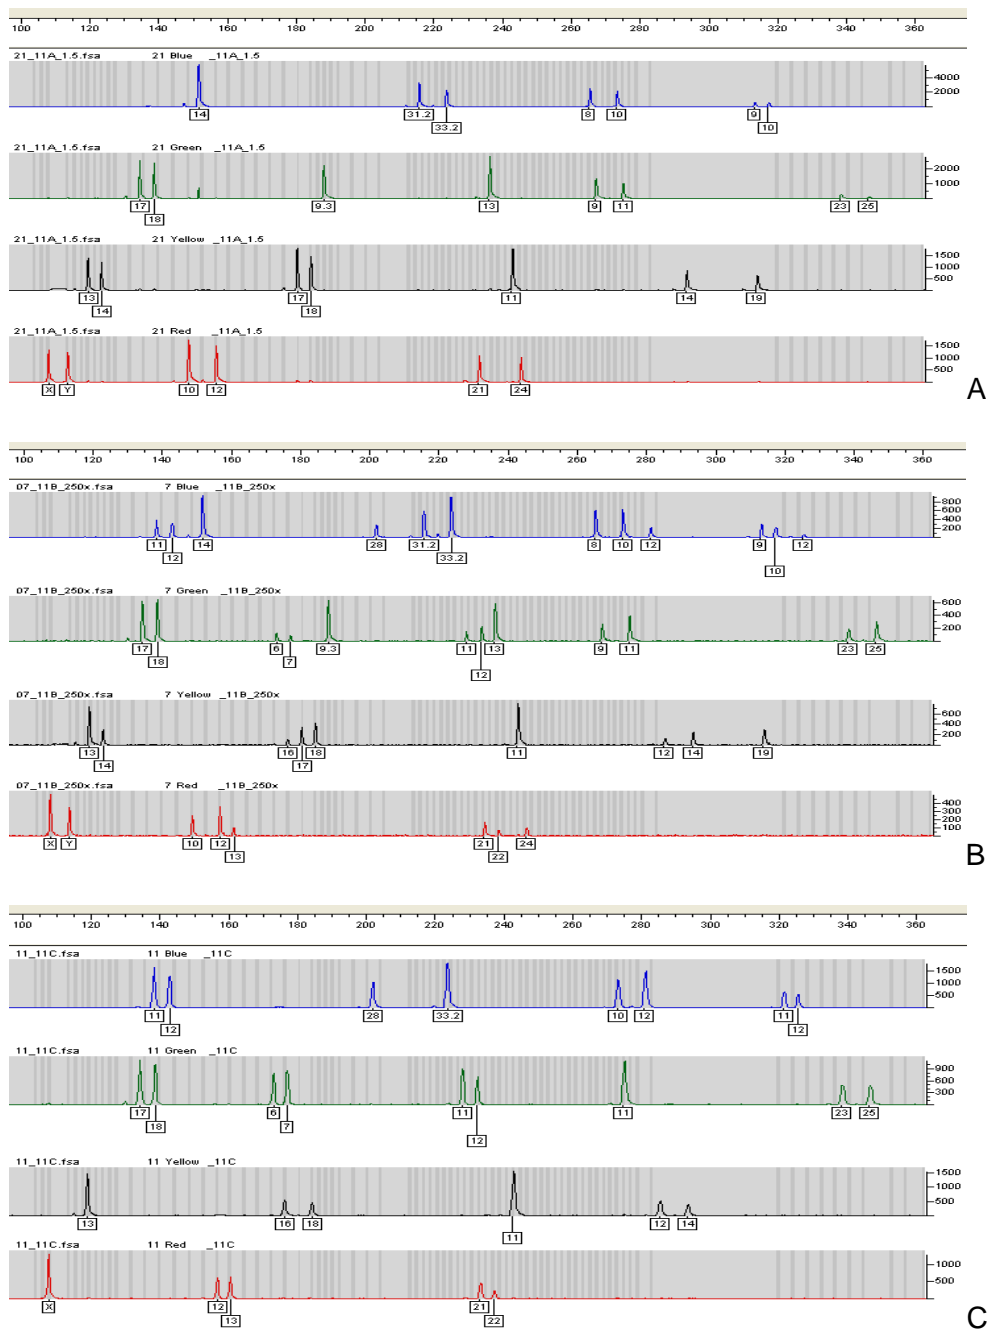 100 120 140 160 180 200 220 240 260 280 300 320 340 360
21_11A_1.5.fsa 21 Blue _11A_1.5
4000
2000
14 31.2 8 10 9
33.2 10
21_11A_1.5.fsa 21 Green _11A_1.5
2000
1000
17 9.3 13 9 11 23 25
18
21_11A_1.5.fsa 21 Yellow _11A_1.5
1500
1000
500
13 17 11 14 19
14 18
21_11A_1.5.fsa 21 Red _11A_1.5
1500
1000
500
X Y 10 12 21 24
A
100 120 140 160 180 200 220 240 260 280 300 320 340 360
07_11B_250x.fsa 7 Blue _11B_250x
800
600
400
200
11 14 28 31.2 8 10 12 9 12
12 33.2 10
07_11B_250x.fsa 7 Green _11B_250x
600
400
200
17 6 9.3 11 13 9 11 23 25
18 7 12
07_11B_250x.fsa 7 Yellow _11B_250x
600
400
200
13 16 18 11 12 14 19
14 17
07_11B_250x.fsa 7 Red _11B_250x
400
300
200
100
X Y 10 12 21 24
13 22
B
100 120 140 160 180 200 220 240 260 280 300 320 340 360
11_11C.fsa 11 Blue _11C
1500
1000
500
11 28 33.2 10 12 11
12 12
11_11C.fsa 11 Green _11C
900
600
300
17 6 11 11 23 25
18 7 12
11_11C.fsa 11 Yellow _11C
1500
1000
500
13 16 18 12 14
11
11_11C.fsa 11 Red _11C
1000
500
X 12 21
13 22
C